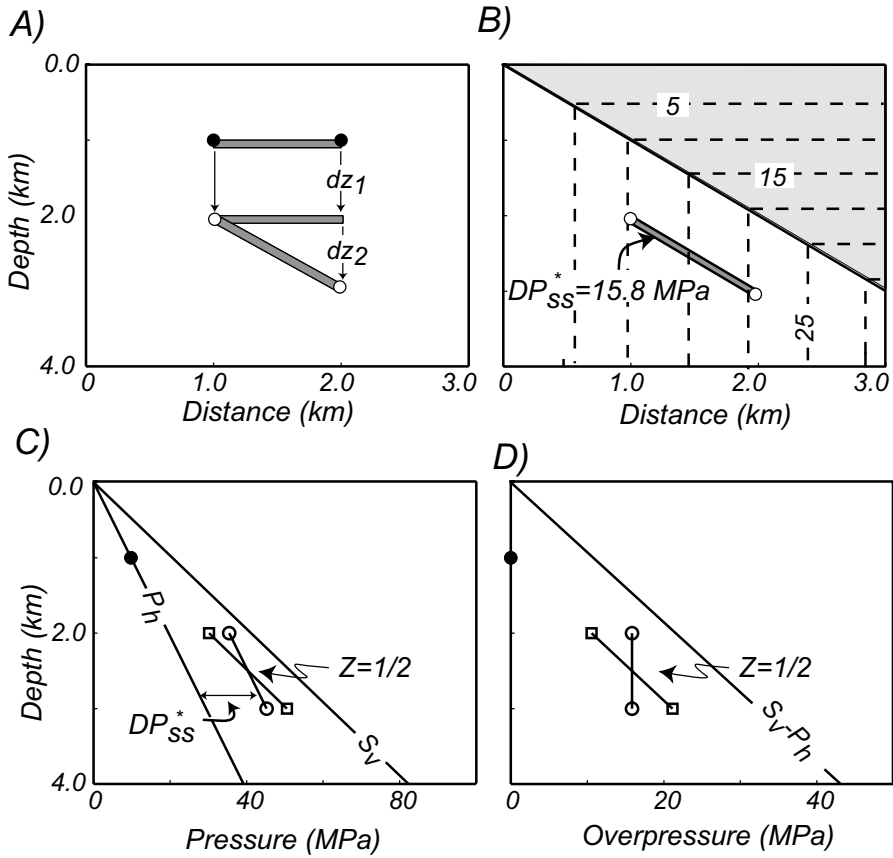 A)
0.0
2.0
4.0
Depth (km)
dz1
dz2
0
1.0
2.0
3.0
Distance (km)
B)
5
15
25
DP*ss=15.8 MPa
0
1.0
2.0
3.0
Distance (km)
C)
0.0
2.0
4.0
Depth (km)
Ph
Sv
Z=1/2
DP*ss
0
40
80
Pressure (MPa)
D)
Z=1/2
Sv-Ph
0
20
40
Overpressure (MPa)